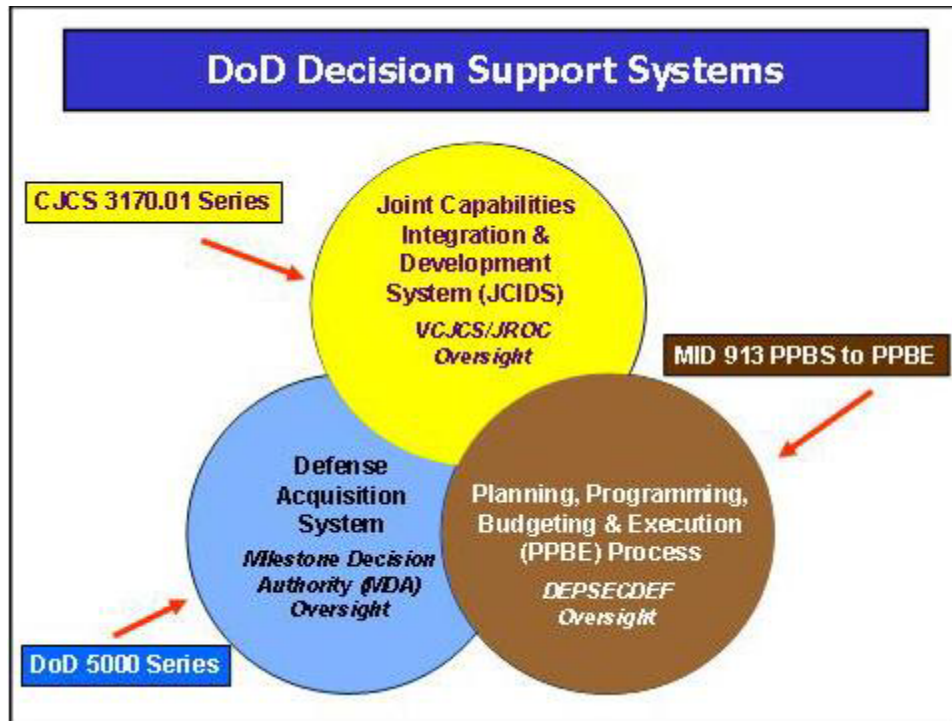 DoD Decision Support Systems
CJCS 3170.01 Series
Joint Capabilities
Integration &
Development
System (JCIDS)
VCJCS/JROC
Oversight
MID 913 PPBS to PPBE
Defense
Acquisition
System
Milestone Decision
Authority (MDA)
Oversight
Planning, Programming,
Budgeting & Execution
(PPBE) Process
DEPSECDEF
Oversight
DoD 5000 Series